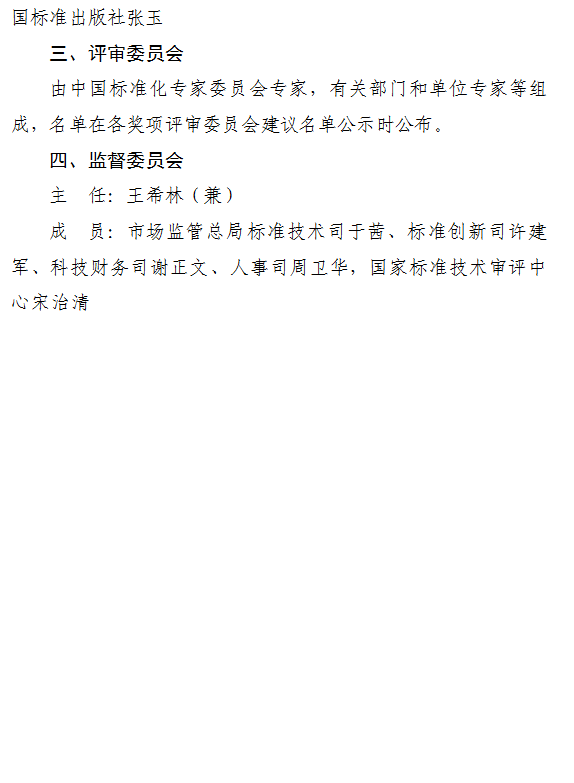 国标准出版社张玉
三、评审委员会
由中国标准化专家委员会专家，有关部门和单位专家等组
成，名单在各奖项评审委员会建议名单公示时公布。
四、监督委员会
主　任：王希林（兼）
成　员：市场监管总局标准技术司于茜、标准创新司许建
军、科技财务司谢正文、人事司周卫华，国家标准技术审评中
心宋治清